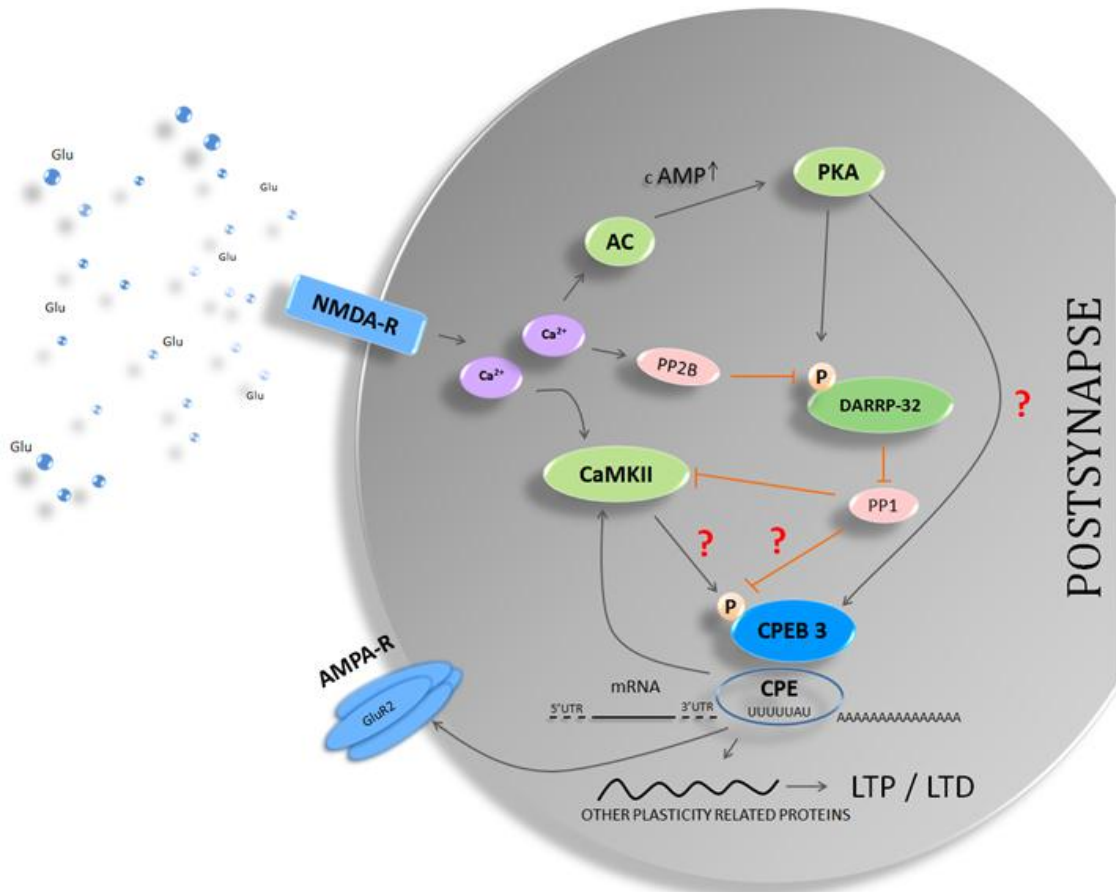 Glu
Glu
Glu
Glu
Glu
Glu
Glu
NMDA-R
Ca²⁺
Ca²⁺
AC
c AMP↑
PKA
PP2B
P
DARRP-32
?
CaMKII
PP1
?
?
P
CPEB 3
CPE
UUUUUAU
mRNA
5'UTR
3'UTR
AAAAAAAAAAAAAAA
AMPA-R
GluR2
OTHER PLASTICITY RELATED PROTEINS
LTP / LTD
POSTSYNAPSE